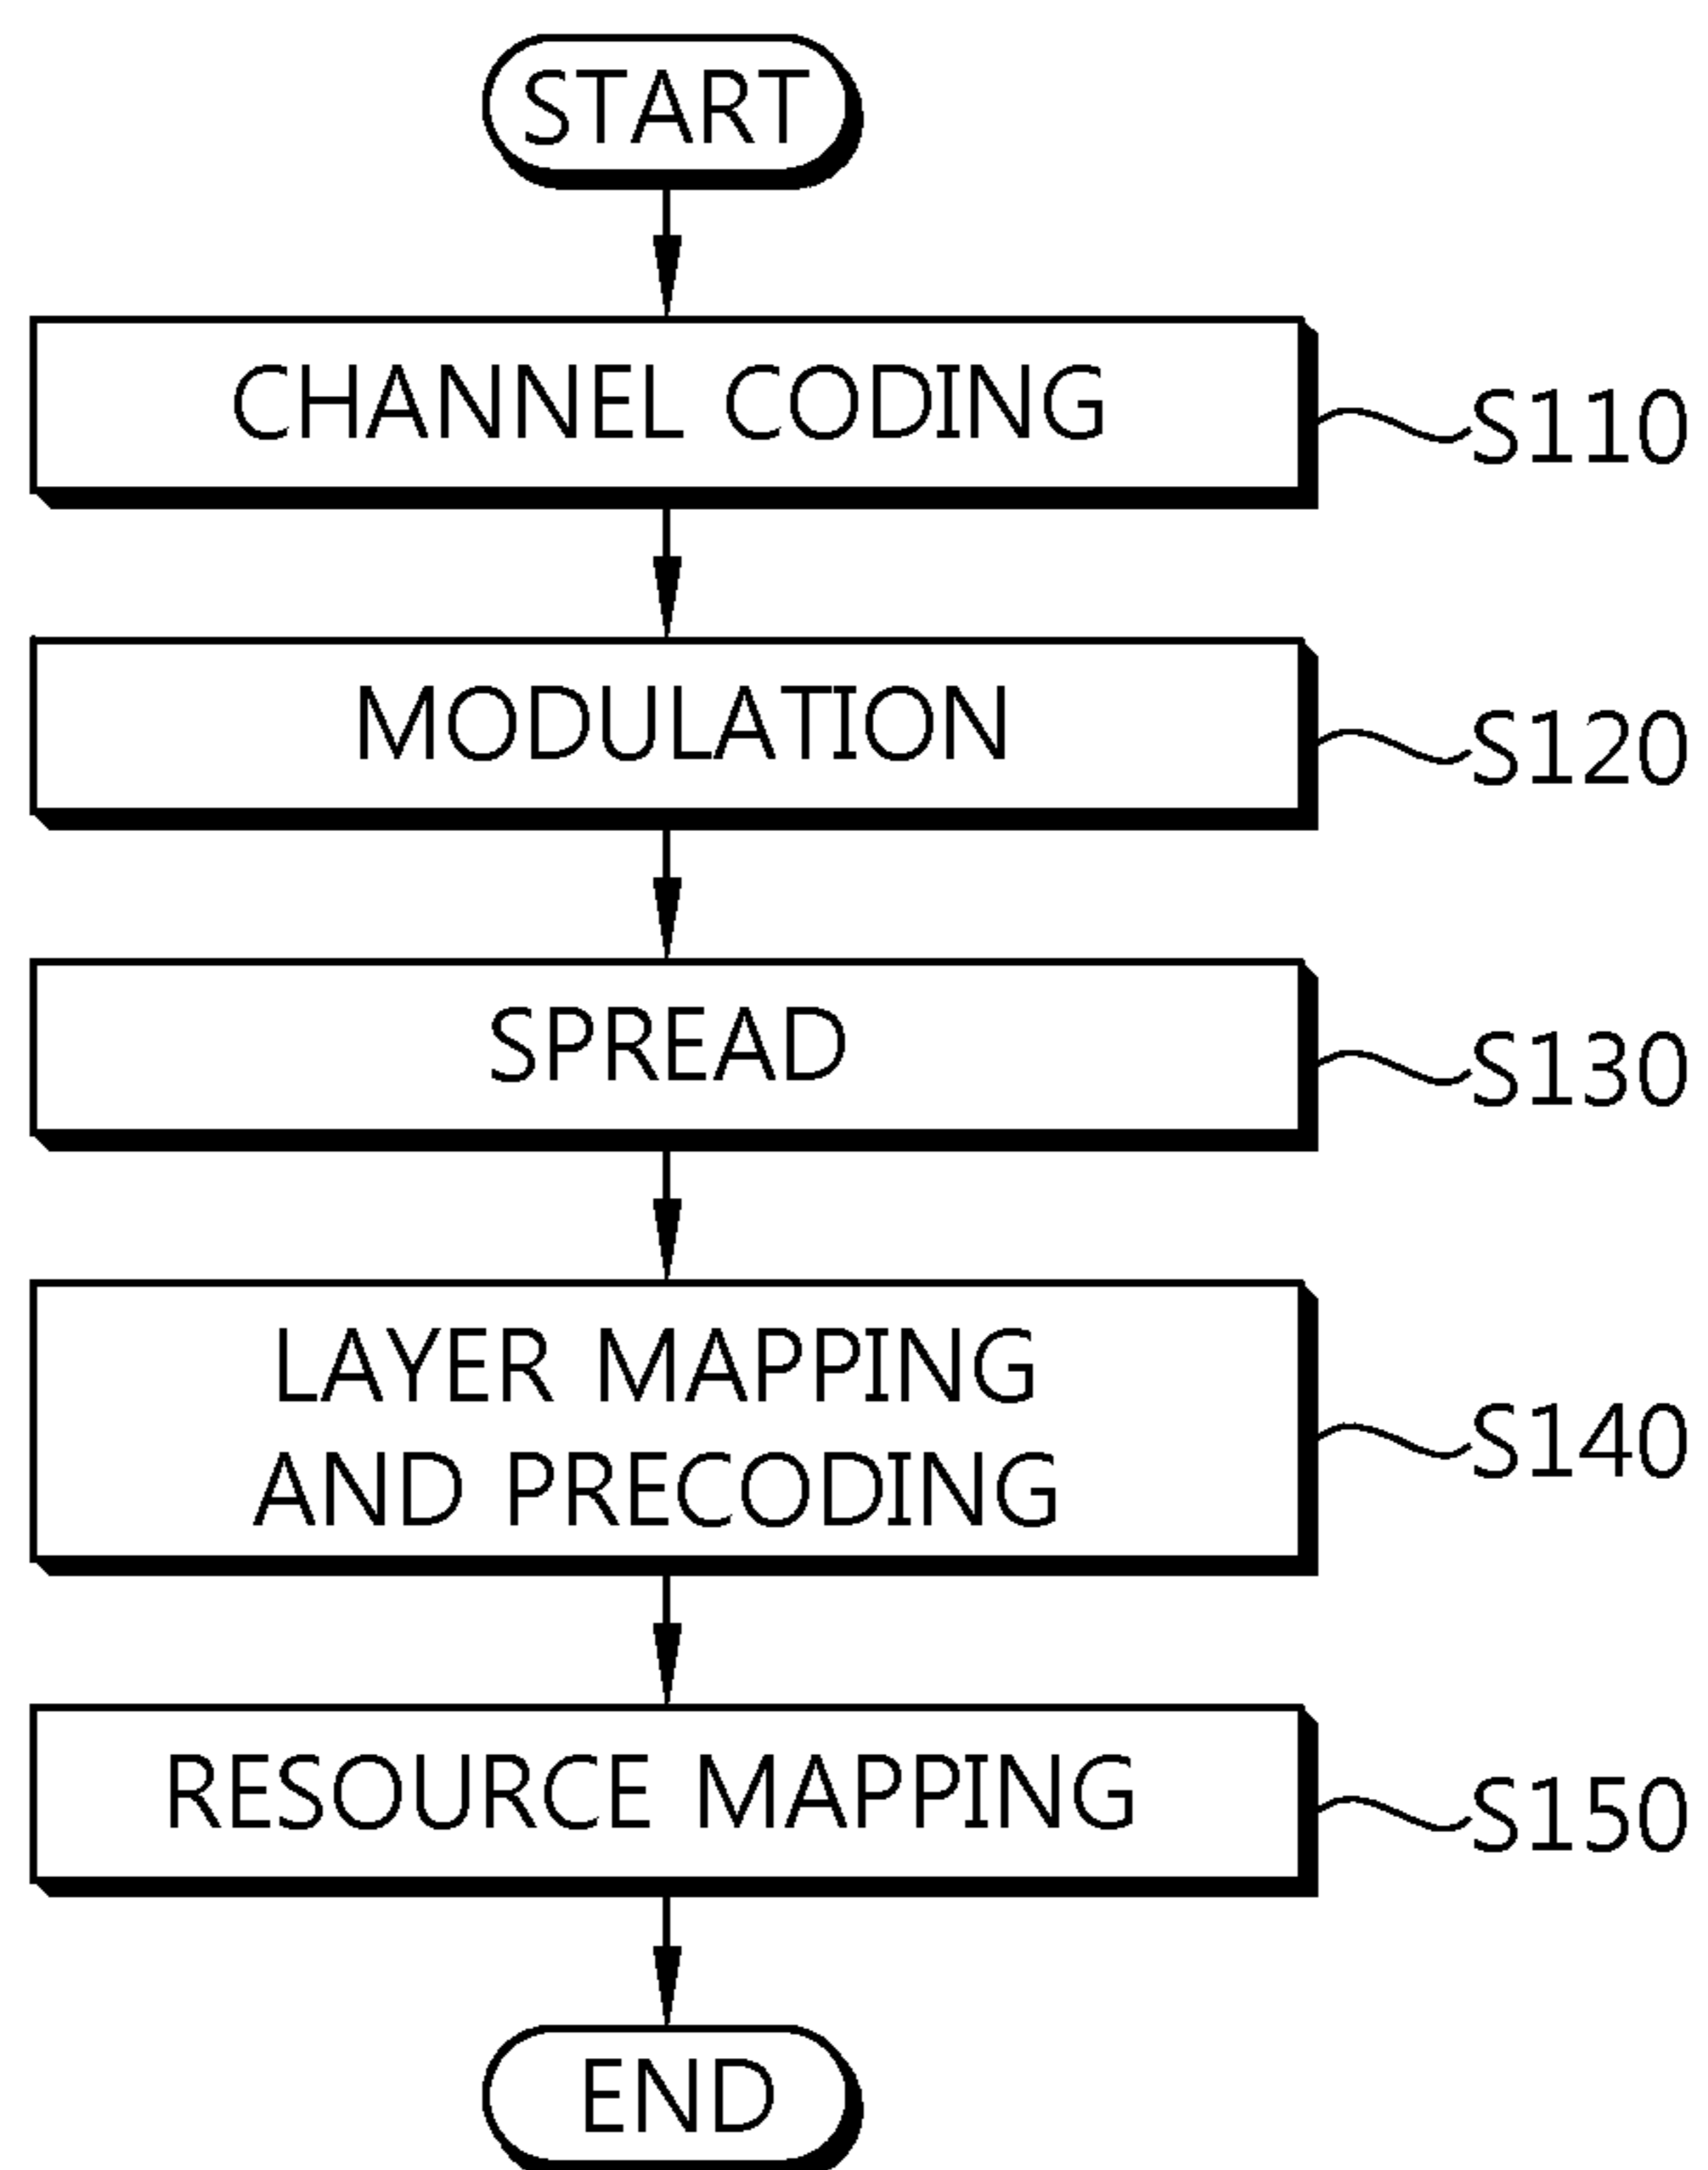 START
CHANNEL CODING
S110
MODULATION
S120
SPREAD
S130
LAYER MAPPING
AND PRECODING
S140
RESOURCE MAPPING
S150
END